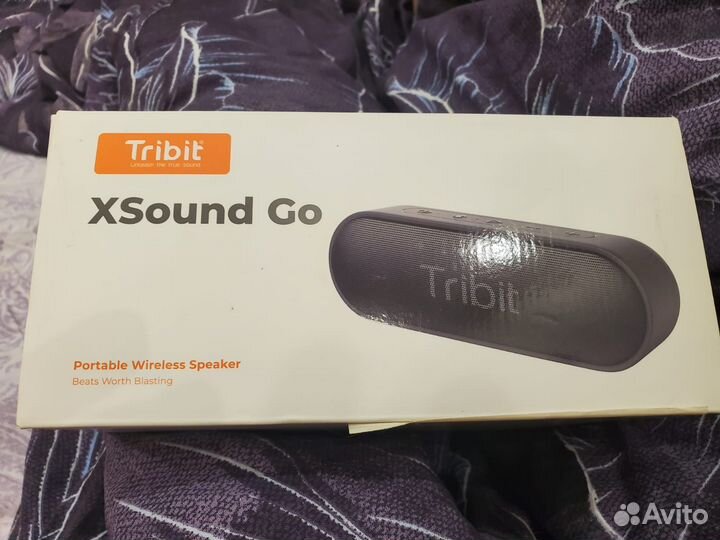 Tribit
Unleash the true sound
XSound Go
Tribit
Portable Wireless Speaker
Beats Worth Blasting
Avito